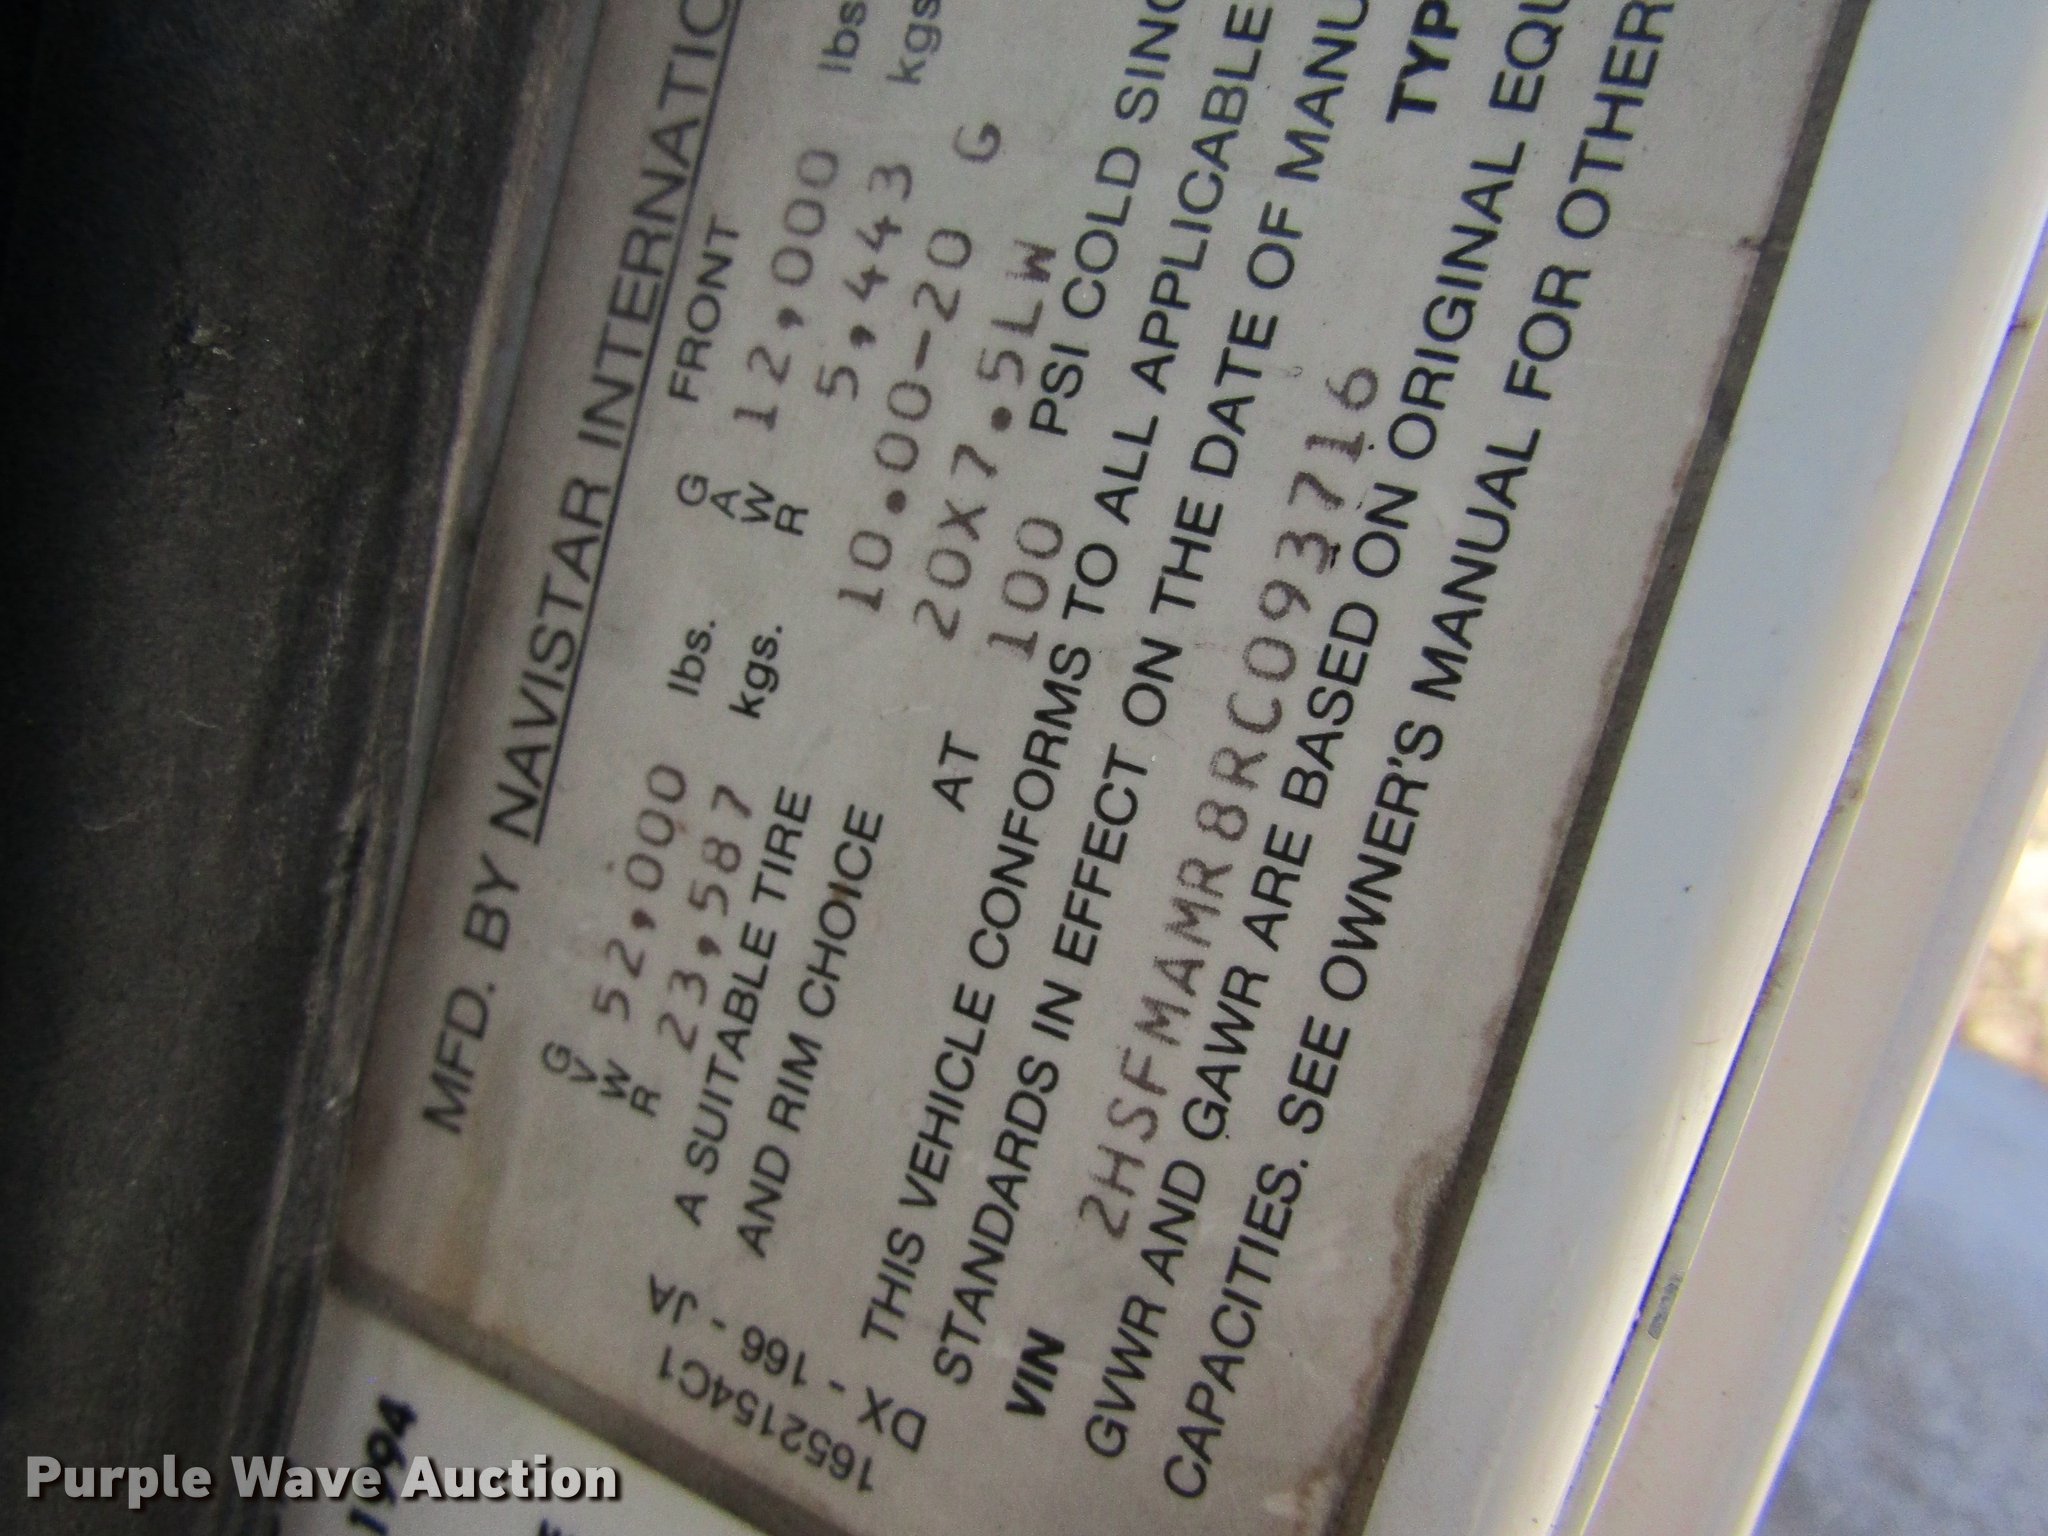 MFD. BY NAVISTAR INTERNATIO
GVWR 52,000 lbs. GAWR FRONT 12,000 lbs
23,587 kgs. 5,443 kgs
A SUITABLE TIRE 10.00-20 G
AND RIM CHOICE 20X7.5LW
AT 100 PSI COLD SING
THIS VEHICLE CONFORMS TO ALL APPLICABLE
STANDARDS IN EFFECT ON THE DATE OF MANU
VIN 2HSFMAMR8RC093716 TYP
GVWR AND GAWR ARE BASED ON ORIGINAL EQU
CAPACITIES. SEE OWNER'S MANUAL FOR OTHER
1652154C1
DX - 166 - JA
1994
Purple Wave Auction